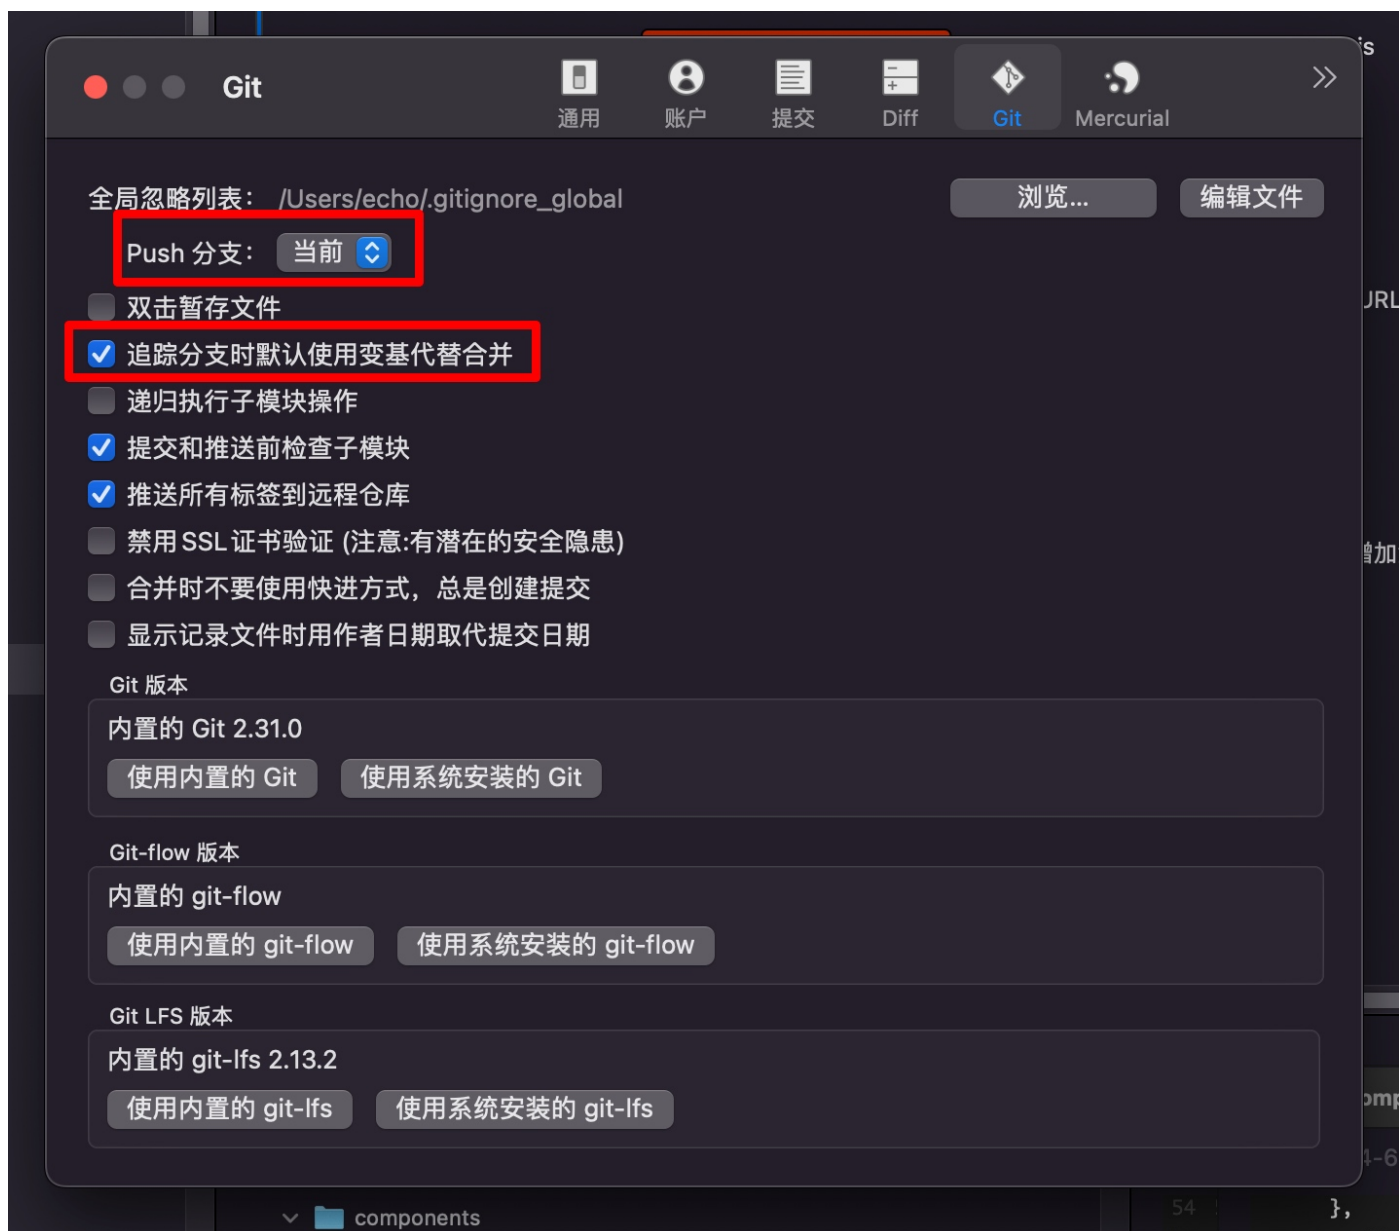 is
Git
通用
账户
提交
Diff
Git
Mercurial
全局忽略列表： /Users/echo/.gitignore_global
浏览...
编辑文件
Push 分支： 当前
双击暂存文件
JRL
追踪分支时默认使用变基代替合并
递归执行子模块操作
提交和推送前检查子模块
推送所有标签到远程仓库
禁用 SSL 证书验证 (注意:有潜在的安全隐患)
增加
合并时不要使用快进方式，总是创建提交
显示记录文件时用作者日期取代提交日期
Git 版本
内置的 Git 2.31.0
使用内置的 Git
使用系统安装的 Git
Git-flow 版本
内置的 git-flow
使用内置的 git-flow
使用系统安装的 git-flow
Git LFS 版本
内置的 git-lfs 2.13.2
使用内置的 git-lfs
使用系统安装的 git-lfs
omp
4-6
components
54 },